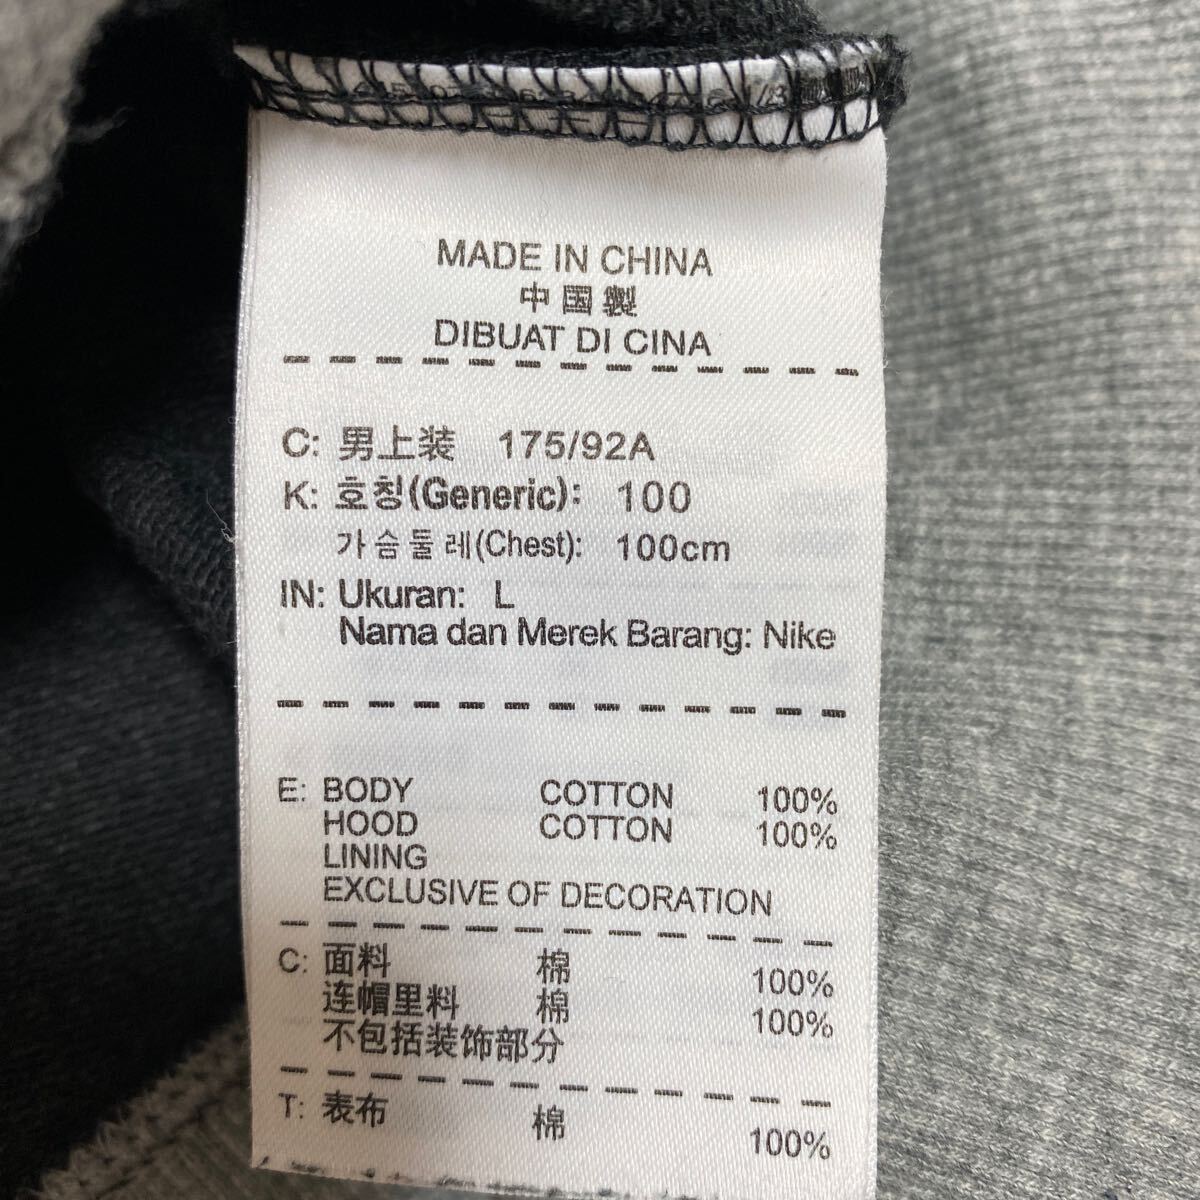 MADE IN CHINA
中国製
DIBUAT DI CINA
C: 男上装 175/92A
K: 호칭(Generic): 100
가슴둘레(Chest): 100cm
IN: Ukuran: L
Nama dan Merek Barang: Nike
E: BODY COTTON 100%
HOOD COTTON 100%
LINING
EXCLUSIVE OF DECORATION
C: 面料 棉 100%
连帽里料 棉 100%
不包括装饰部分
T: 表布 棉 100%